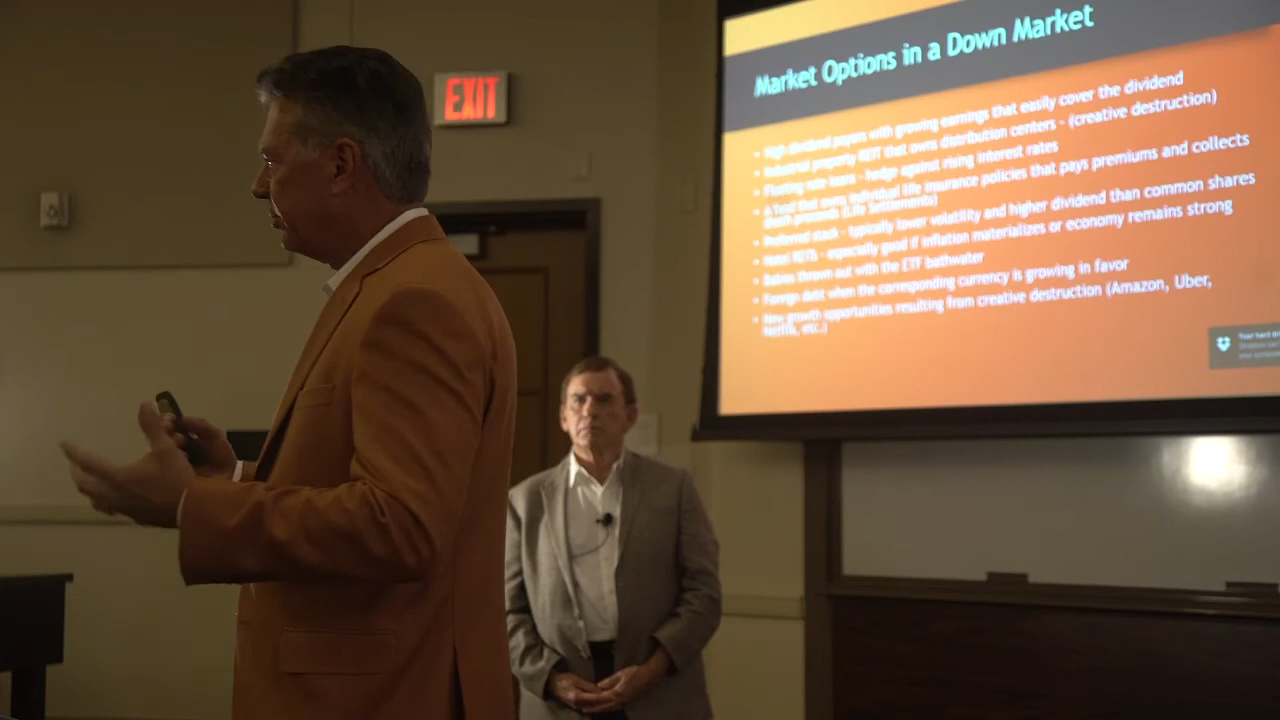 EXIT
Market Options in a Down Market
High dividend payers with growing earnings that easily cover the dividend
Industrial property REIT that owns distribution centers - (creative destruction)
Floating rate loans - hedge against rising interest rates
A fund that owns individual life insurance policies that pays premiums and collects
death proceeds (Life Settlements)
Preferred stock - typically lower volatility and higher dividend than common shares
Hotel REITS - especially good if inflation materializes or economy remains strong
Babies thrown out with the ETF bathwater
Foreign debt when the corresponding currency is growing in favor
New growth opportunities resulting from creative destruction (Amazon, Uber,
Netflix, etc.)
Your hard